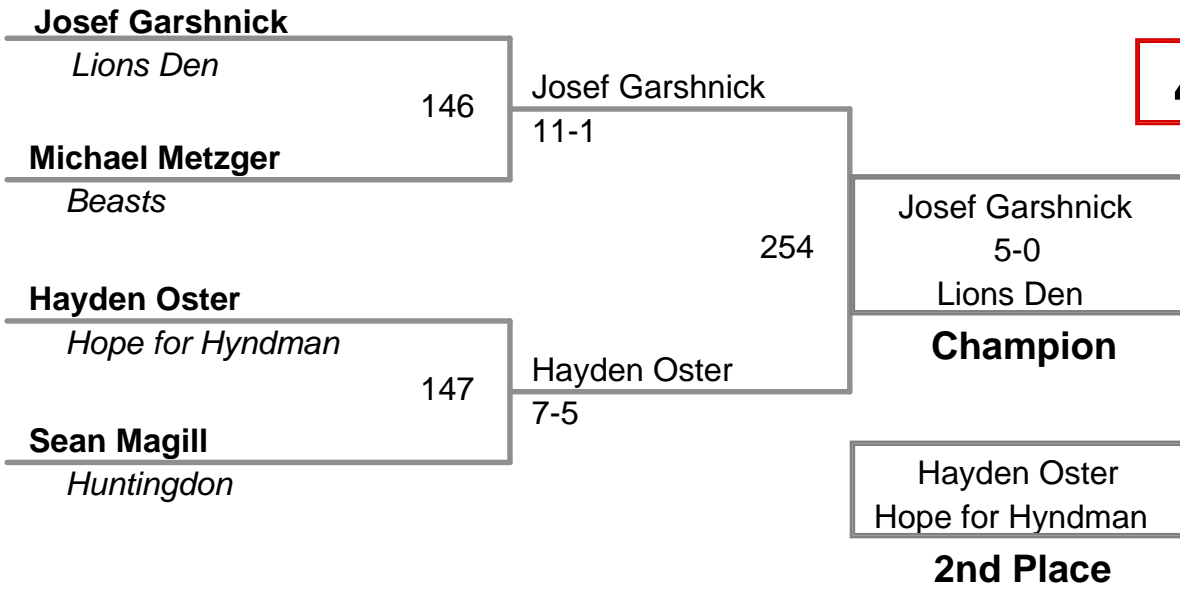 Josef Garshnick
Lions Den
146
Josef Garshnick
11-1
Michael Metzger
Beasts
254
Josef Garshnick
5-0
Lions Den
Champion
Hayden Oster
Hope for Hyndman
147
Hayden Oster
7-5
Sean Magill
Huntingdon
Hayden Oster
Hope for Hyndman
2nd Place